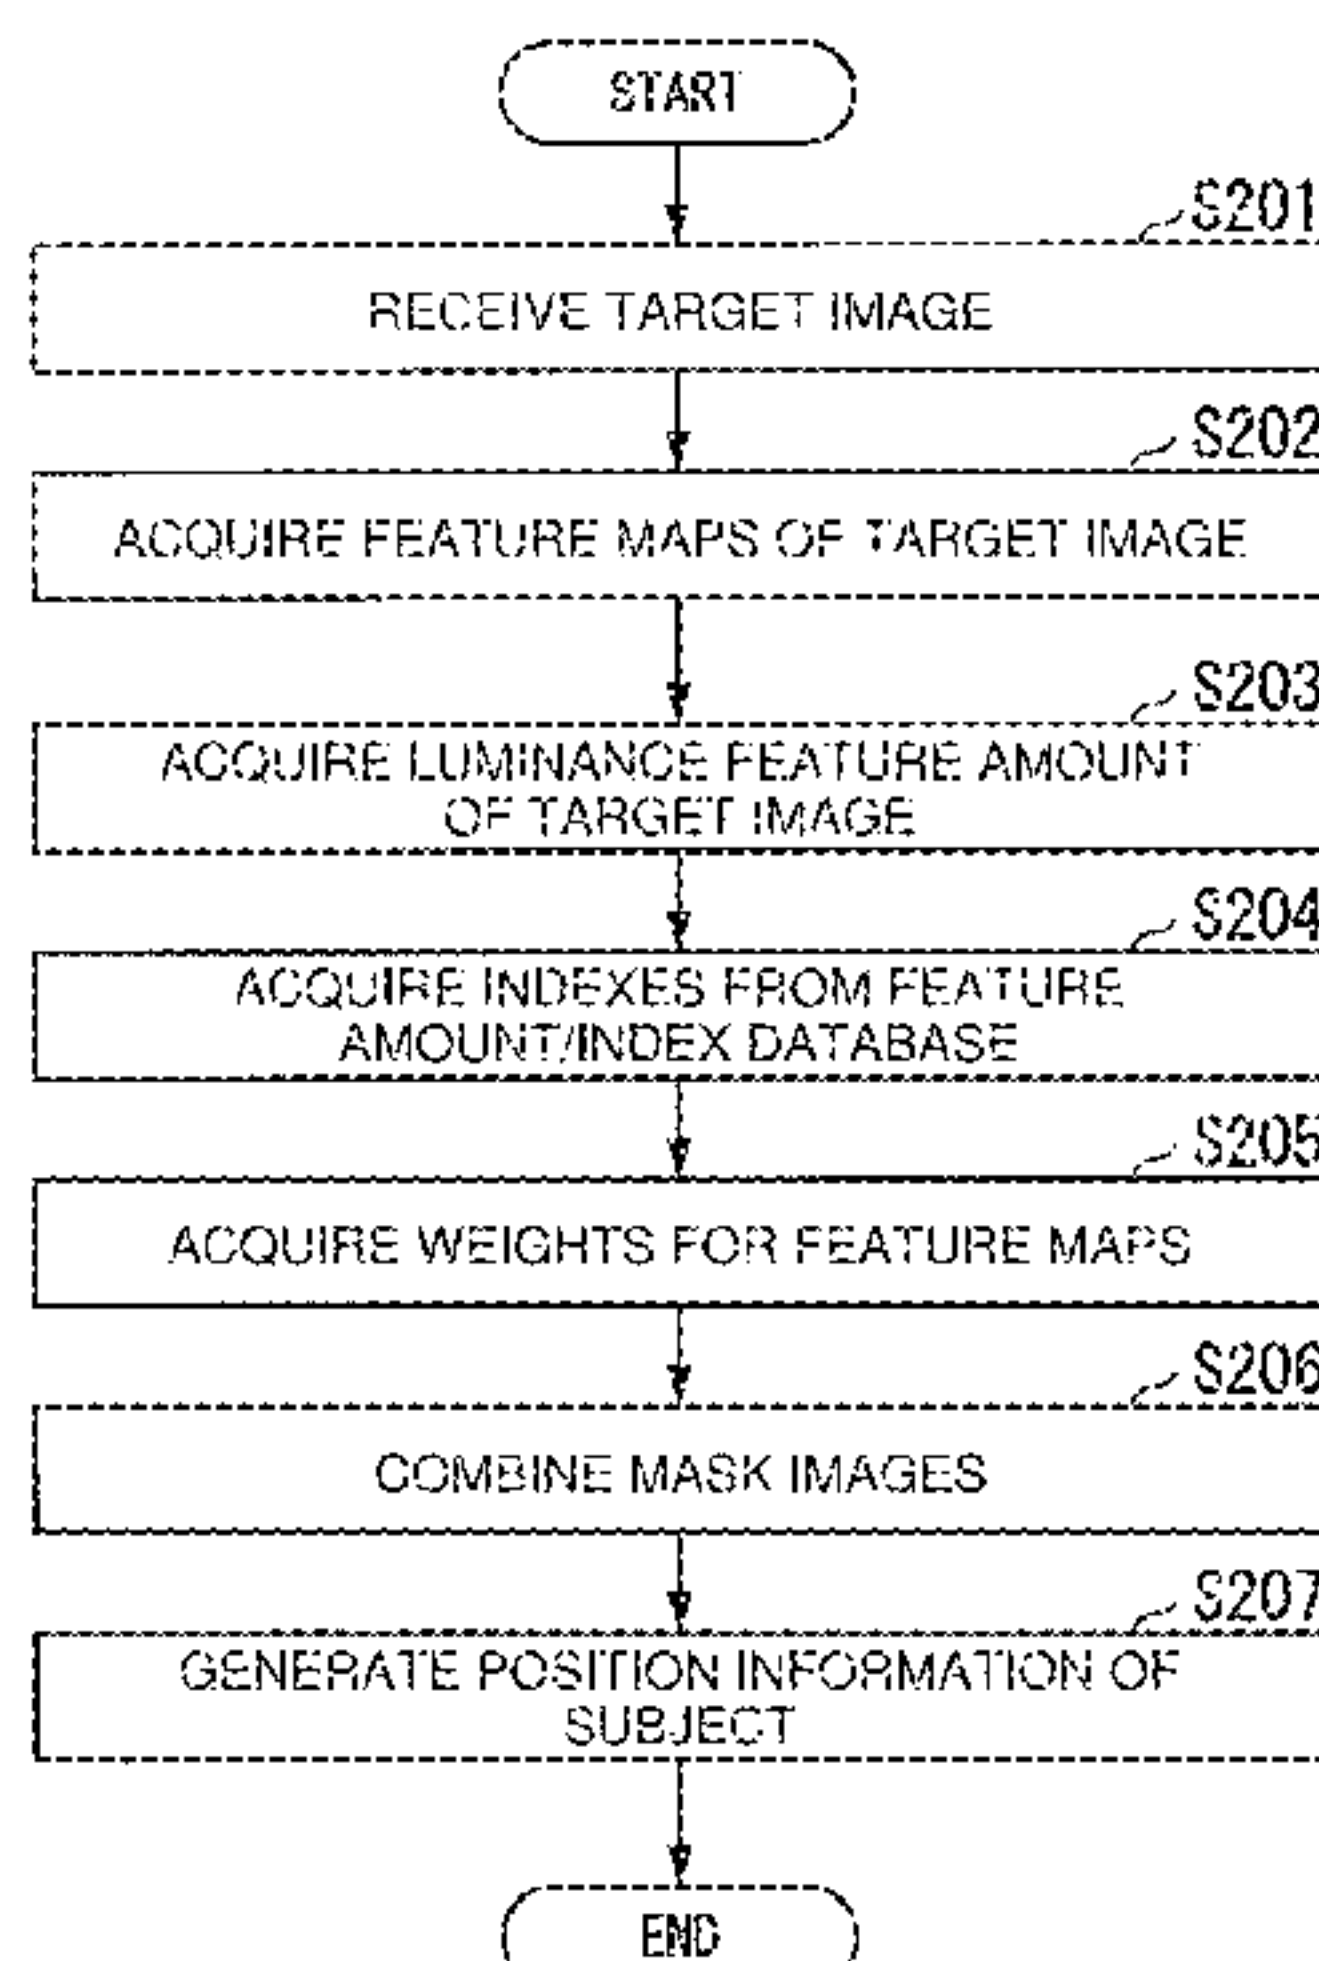 START
S201
RECEIVE TARGET IMAGE
S202
ACQUIRE FEATURE MAPS OF TARGET IMAGE
S203
ACQUIRE LUMINANCE FEATURE AMOUNT
OF TARGET IMAGE
S204
ACQUIRE INDEXES FROM FEATURE
AMOUNT/INDEX DATABASE
S205
ACQUIRE WEIGHTS FOR FEATURE MAPS
S206
COMBINE MASK IMAGES
S207
GENERATE POSITION INFORMATION OF
SUBJECT
END